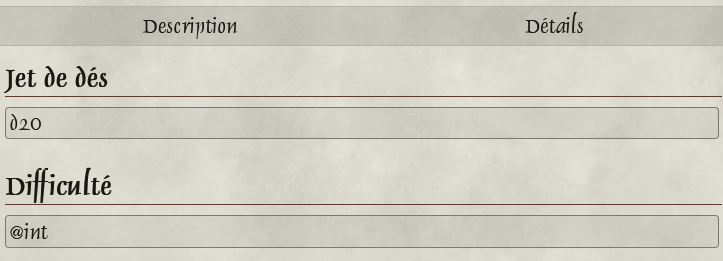 Description Détails
Jet de dés
d20
Difficulté
@int